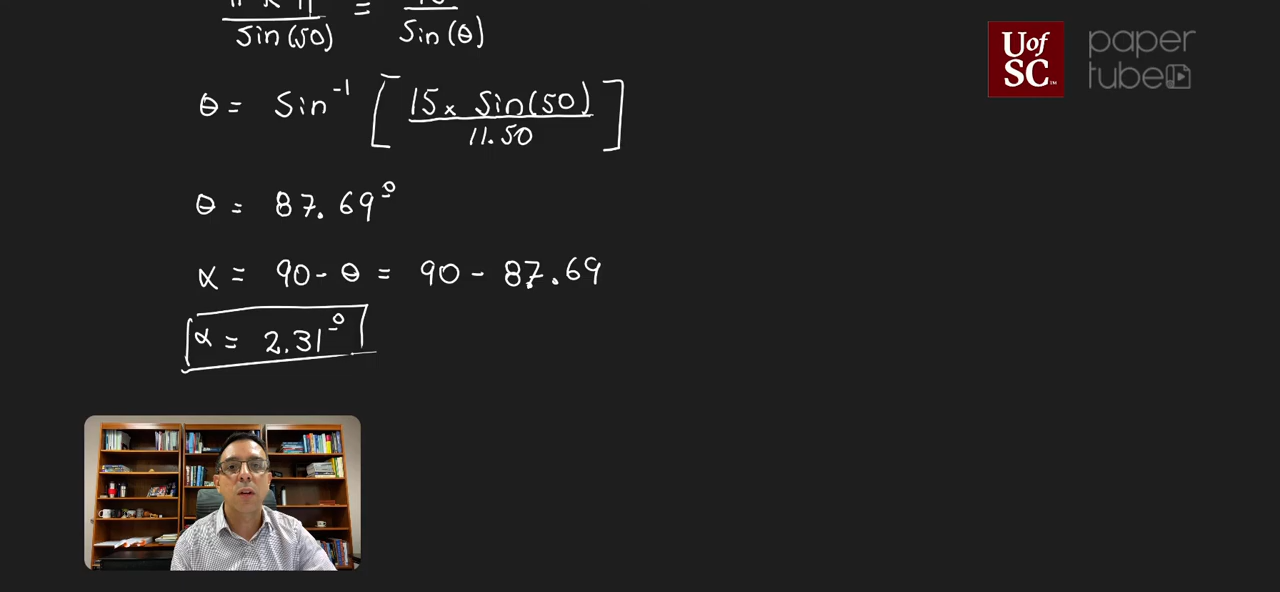 sin(50) = Sin(θ)
θ = Sin⁻¹ [ 15 x Sin(50) / 11.50 ]
θ = 87.69°
α = 90 - θ = 90 - 87.69
α = 2.31°
U of SC™
paper tube